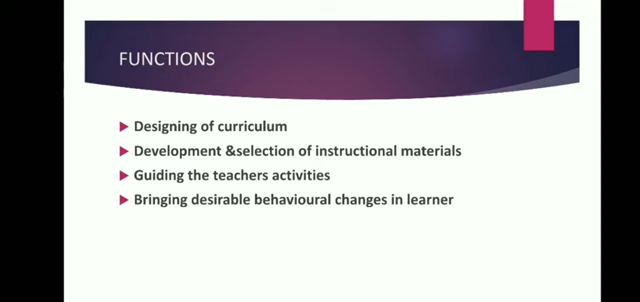 FUNCTIONS
Designing of curriculum
Development &selection of instructional materials
Guiding the teachers activities
Bringing desirable behavioural changes in learner